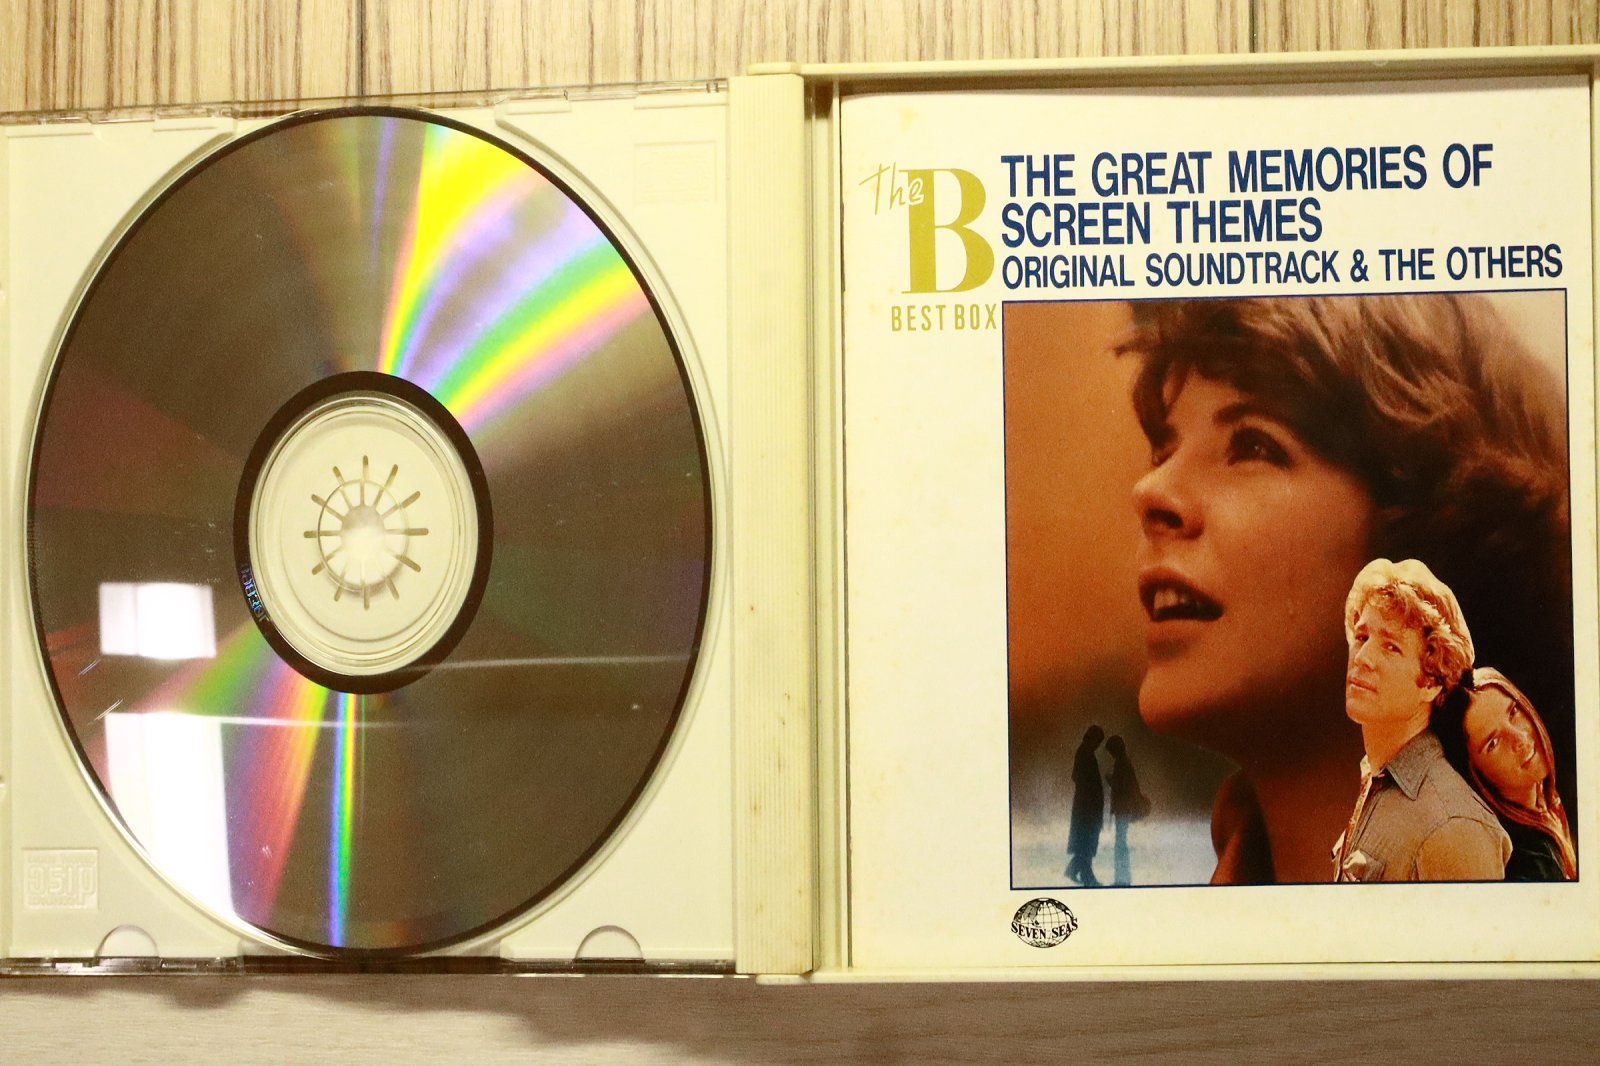 The B
BEST BOX
THE GREAT MEMORIES OF
SCREEN THEMES
ORIGINAL SOUNDTRACK & THE OTHERS
SEVEN SEAS